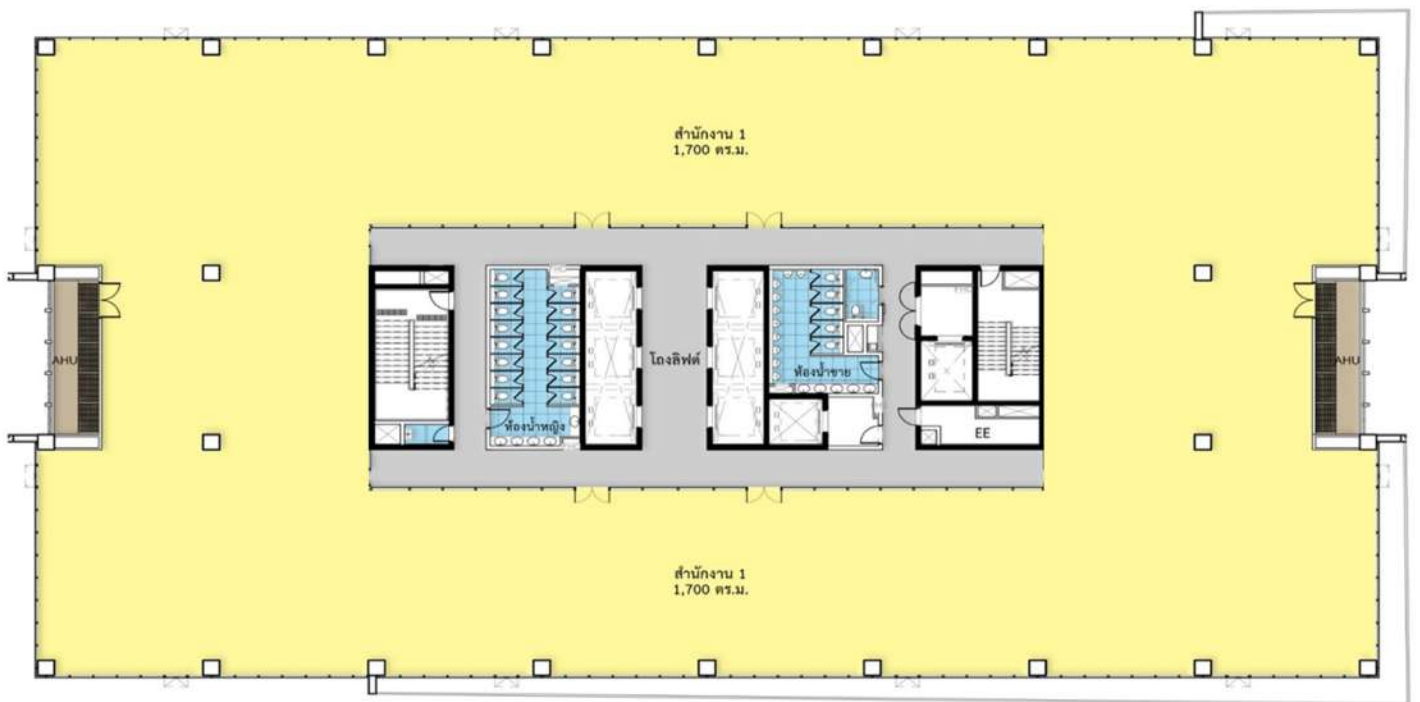 สำนักงาน 1
1,700 ตร.ม.
AHU
โถงลิฟต์
AHU
ห้องน้ำชาย
ห้องน้ำหญิง
EE
สำนักงาน 1
1,700 ตร.ม.